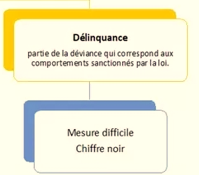 Délinquance
partie de la déviance qui correspond aux
comportements sanctionnés par la loi.
Mesure difficile
Chiffre noir